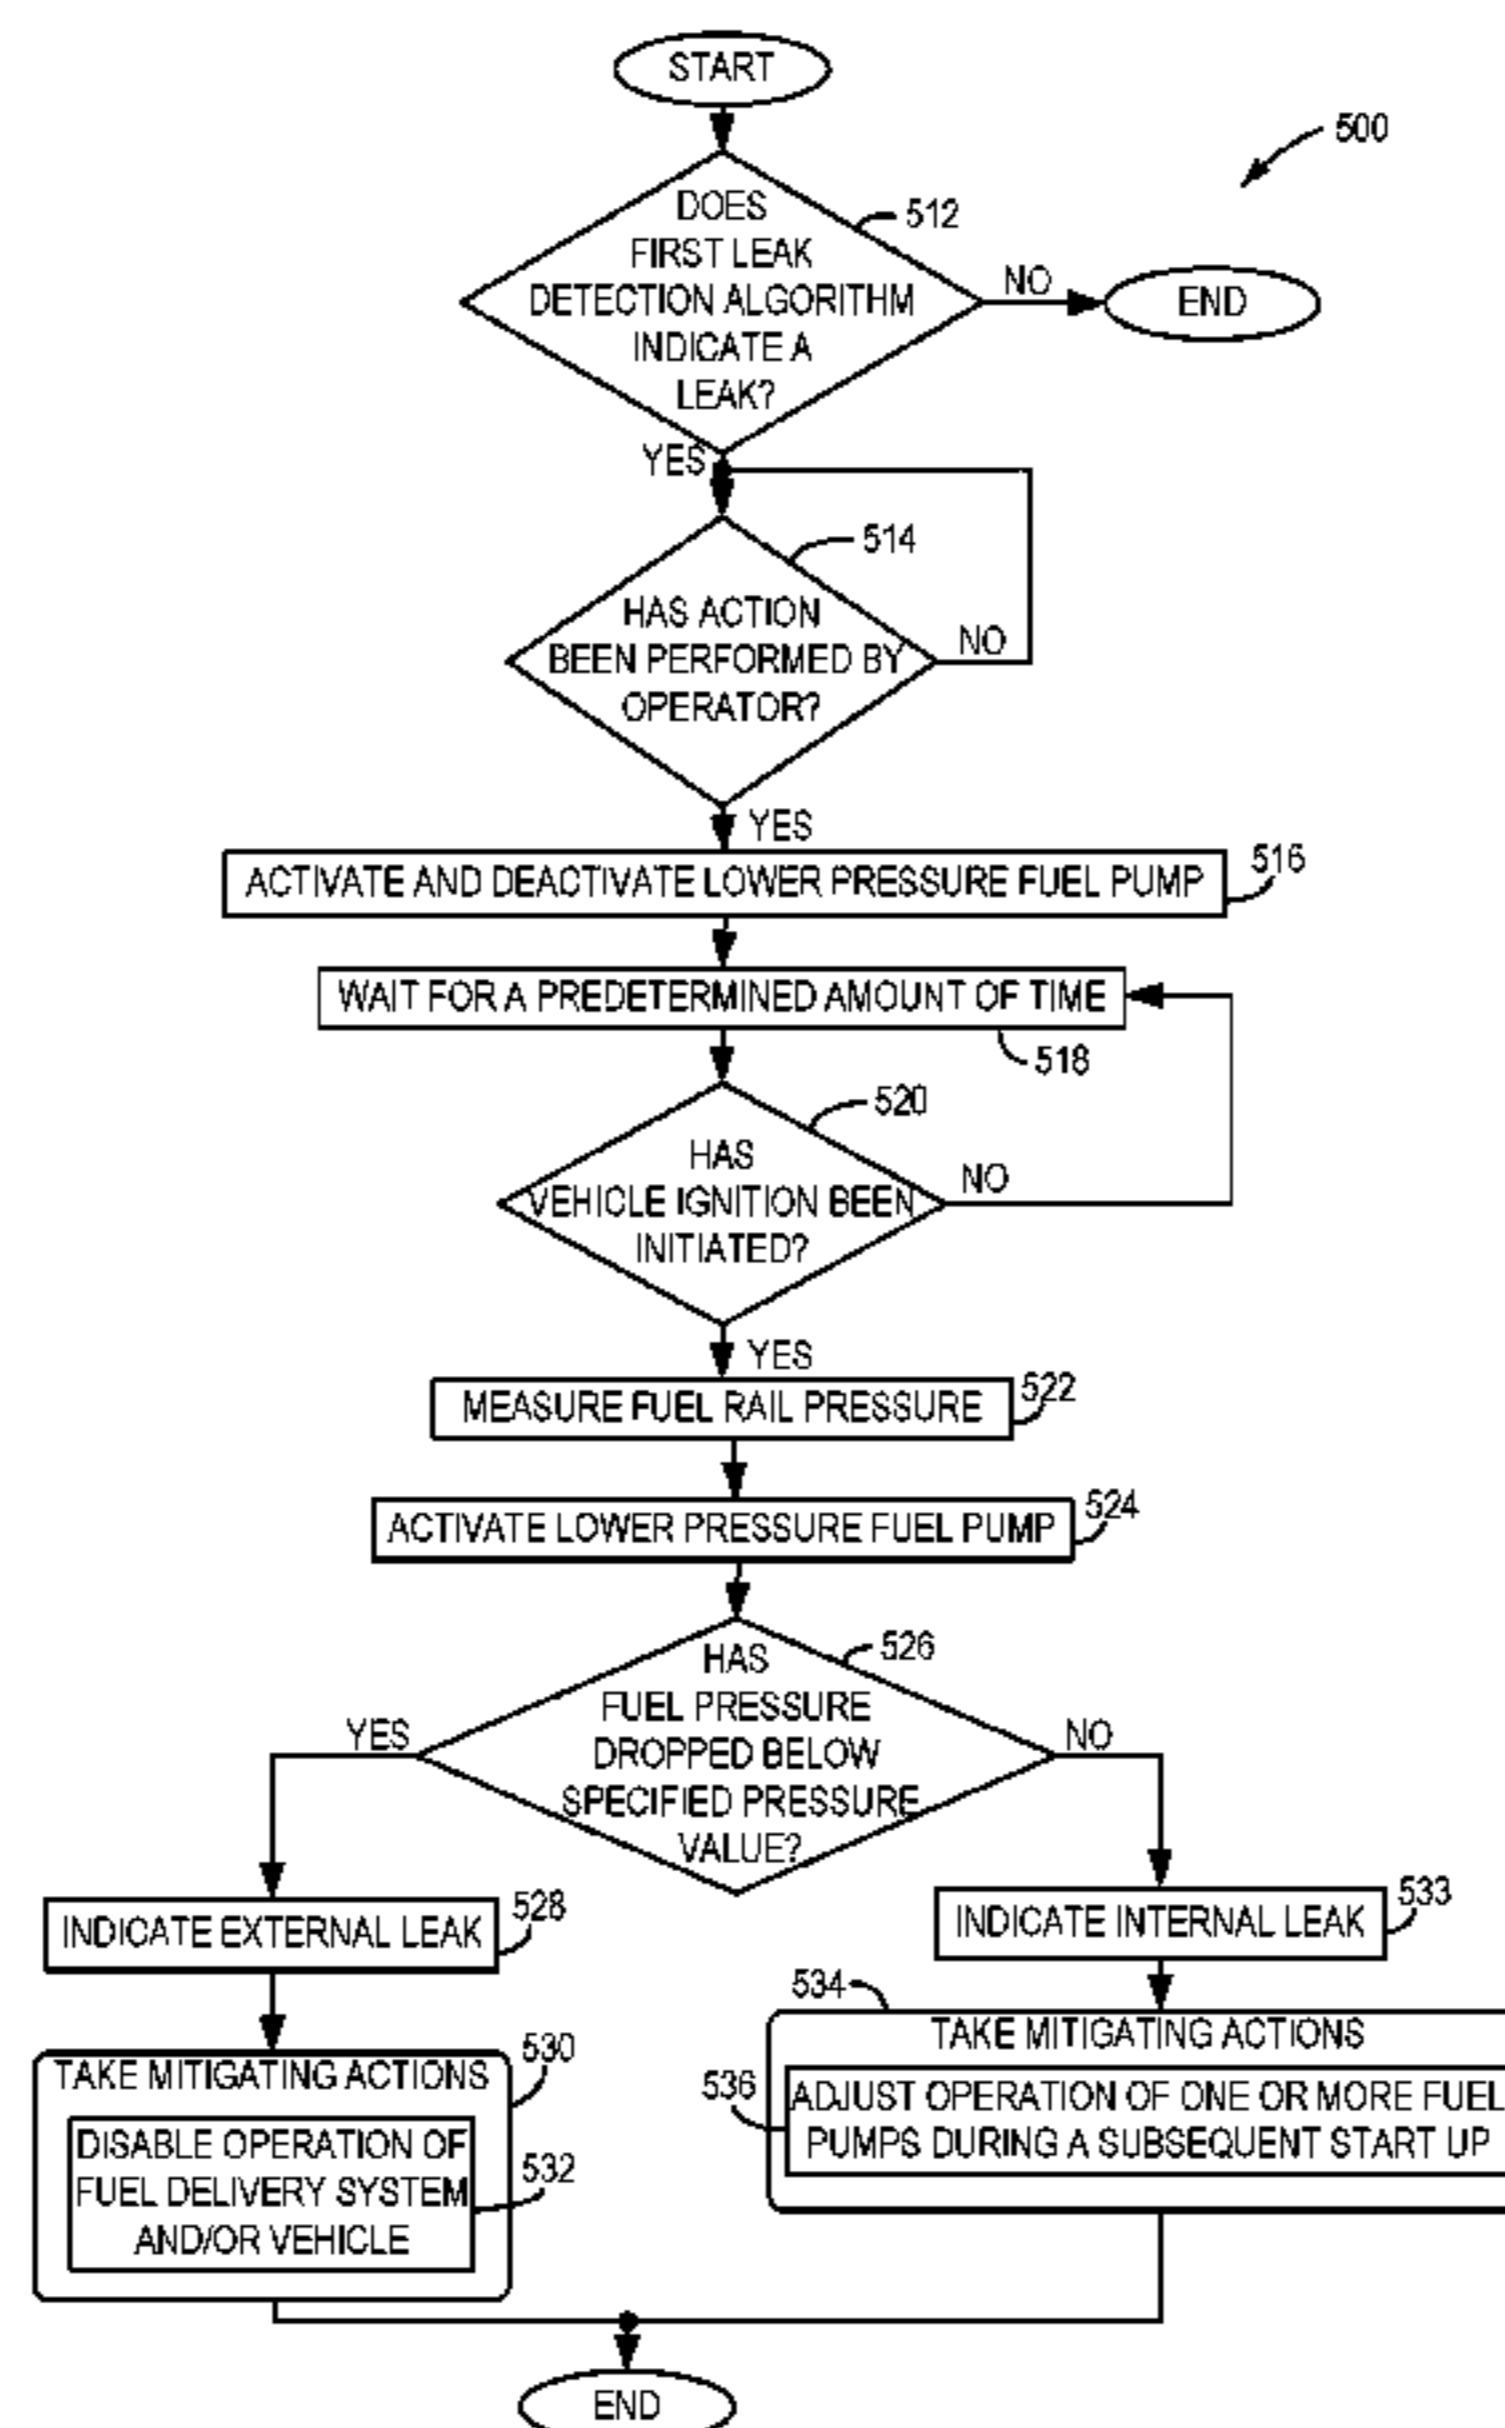 START
500
DOES
FIRST LEAK
DETECTION ALGORITHM
INDICATE A
LEAK?
512
NO
END
YES
514
HAS ACTION
BEEN PERFORMED BY
OPERATOR?
NO
YES
ACTIVATE AND DEACTIVATE LOWER PRESSURE FUEL PUMP
516
WAIT FOR A PREDETERMINED AMOUNT OF TIME
518
520
HAS
VEHICLE IGNITION BEEN
INITIATED?
NO
YES
MEASURE FUEL RAIL PRESSURE
522
ACTIVATE LOWER PRESSURE FUEL PUMP
524
526
HAS
FUEL PRESSURE
DROPPED BELOW
SPECIFIED PRESSURE
VALUE?
YES
NO
INDICATE EXTERNAL LEAK
528
INDICATE INTERNAL LEAK
533
530
TAKE MITIGATING ACTIONS
DISABLE OPERATION OF
FUEL DELIVERY SYSTEM
AND/OR VEHICLE
532
534
TAKE MITIGATING ACTIONS
536
ADJUST OPERATION OF ONE OR MORE FUEL
PUMPS DURING A SUBSEQUENT START UP
END